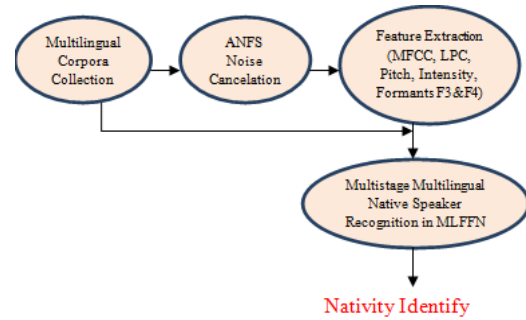 Multilingual
Corpora
Collection
ANFS
Noise
Cancelation
Feature Extraction
(MFCC, LPC,
Pitch, Intensity,
Formants F3&F4)
Multistage Multilingual
Native Speaker
Recognition in MLFFN
Nativity Identify